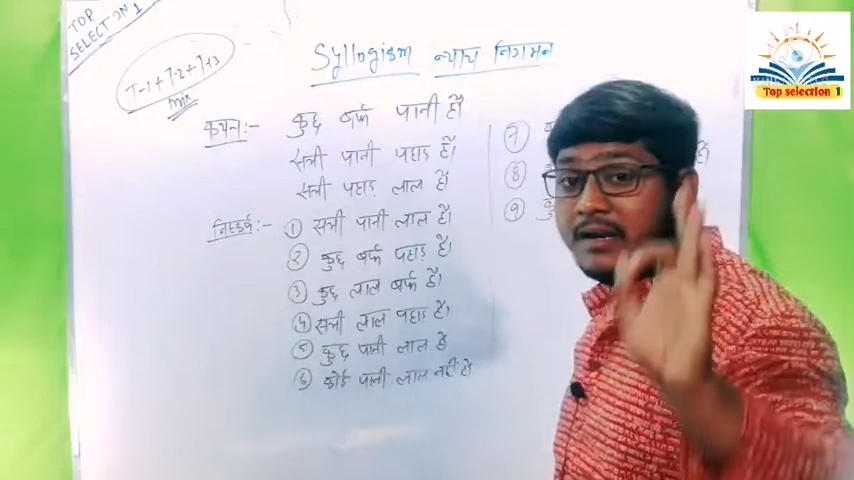 TOP
SELECTION 1
T-1 + T-2 + T+3
mix
Syllogism न्याय निगमन
कथन :- कुछ बर्फ पानी है।
सभी पानी पहाड़ है।
सभी पहाड़ लाल है।
निष्कर्ष :- ① सभी पानी लाल है।
② कुछ बर्फ पहाड़ है।
③ कुछ लाल बर्फ है।
④ सभी लाल पहाड़ है।
⑤ कुछ पानी लाल है
⑥ कोई पानी लाल नहीं है
⑦
⑧
⑨
Top selection 1